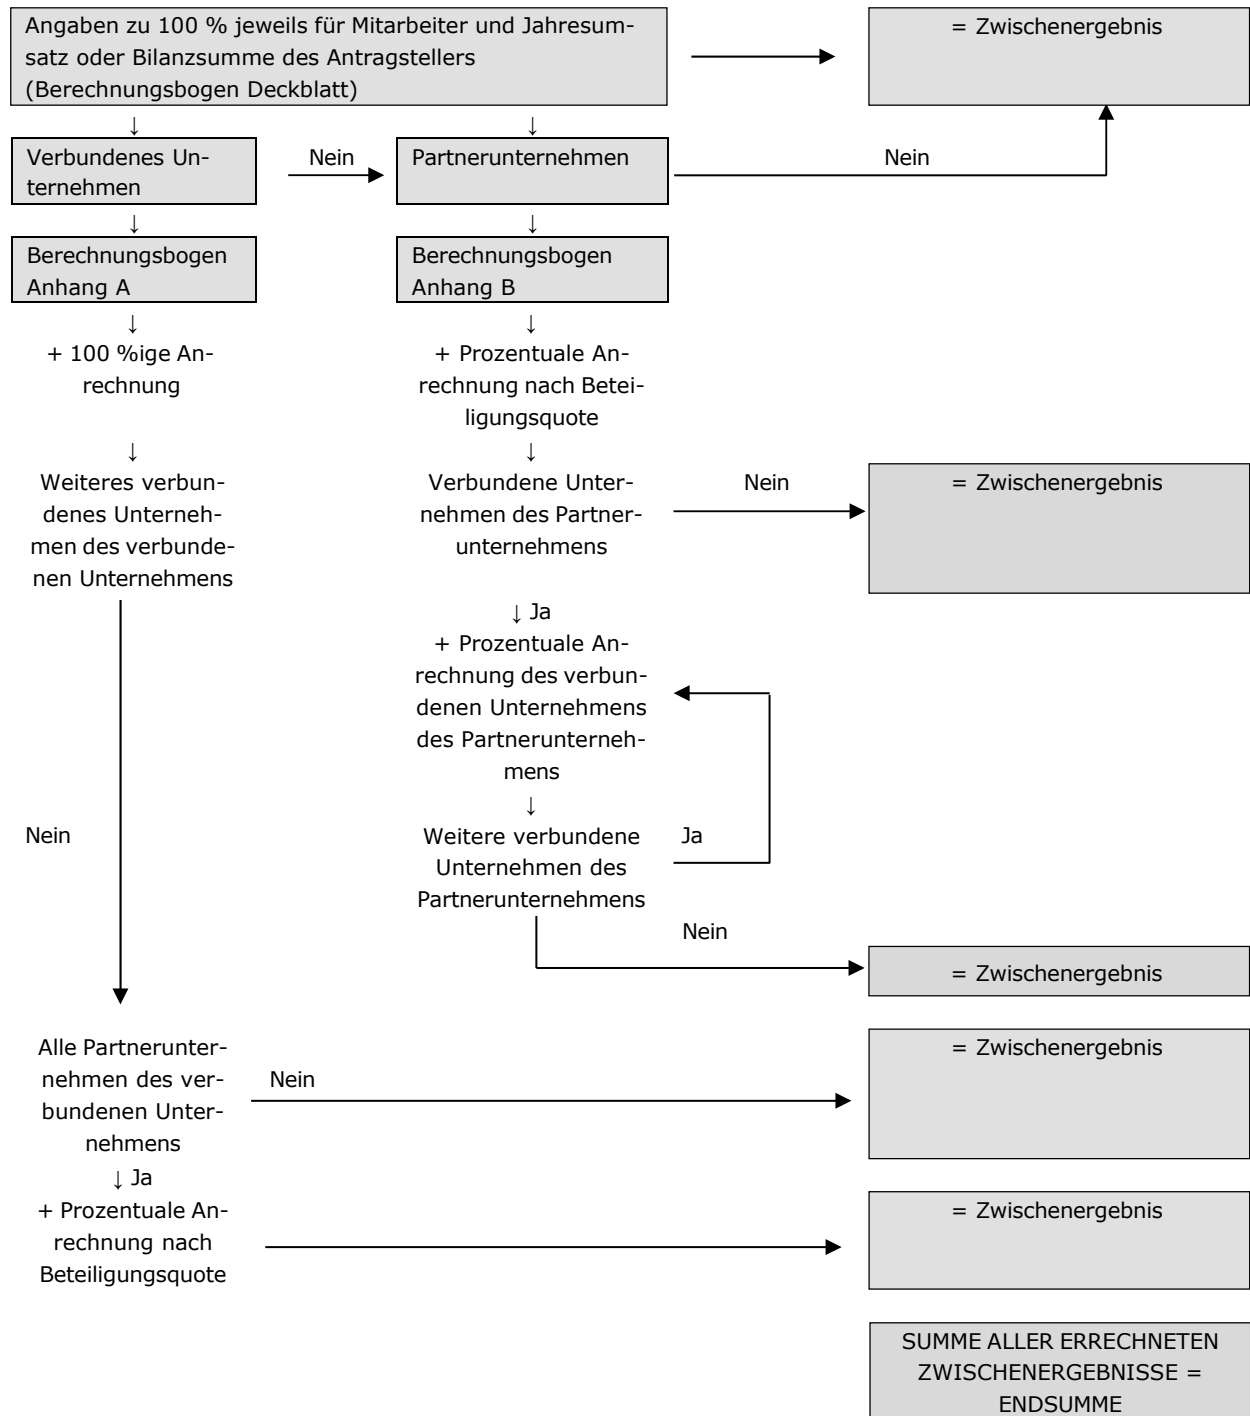 Angaben zu 100 % jeweils für Mitarbeiter und Jahresum-
satz oder Bilanzsumme des Antragstellers
(Berechnungsbogen Deckblatt)
= Zwischenergebnis
↓
↓
Verbundenes Un-
ternehmen
Nein
Partnerunternehmen
Nein
↓
↓
Berechnungsbogen
Anhang A
Berechnungsbogen
Anhang B
↓
↓
+ 100 %ige An-
rechnung
+ Prozentuale An-
rechnung nach Betei-
ligungsquote
↓
↓
Weiteres verbun-
denes Unterneh-
men des verbunde-
nen Unternehmens
Verbundene Unter-
nehmen des Partner-
unternehmens
Nein
= Zwischenergebnis
↓ Ja
+ Prozentuale An-
rechnung des verbun-
denen Unternehmens
des Partnerunterneh-
mens
↓
Nein
Weitere verbundene
Unternehmen des
Partnerunternehmens
Ja
Nein
= Zwischenergebnis
Alle Partnerunter-
nehmen des ver-
bundenen Unter-
nehmens
Nein
= Zwischenergebnis
↓ Ja
+ Prozentuale An-
rechnung nach
Beteiligungsquote
= Zwischenergebnis
SUMME ALLER ERRECHNETEN
ZWISCHENERGEBNISSE =
ENDSUMME